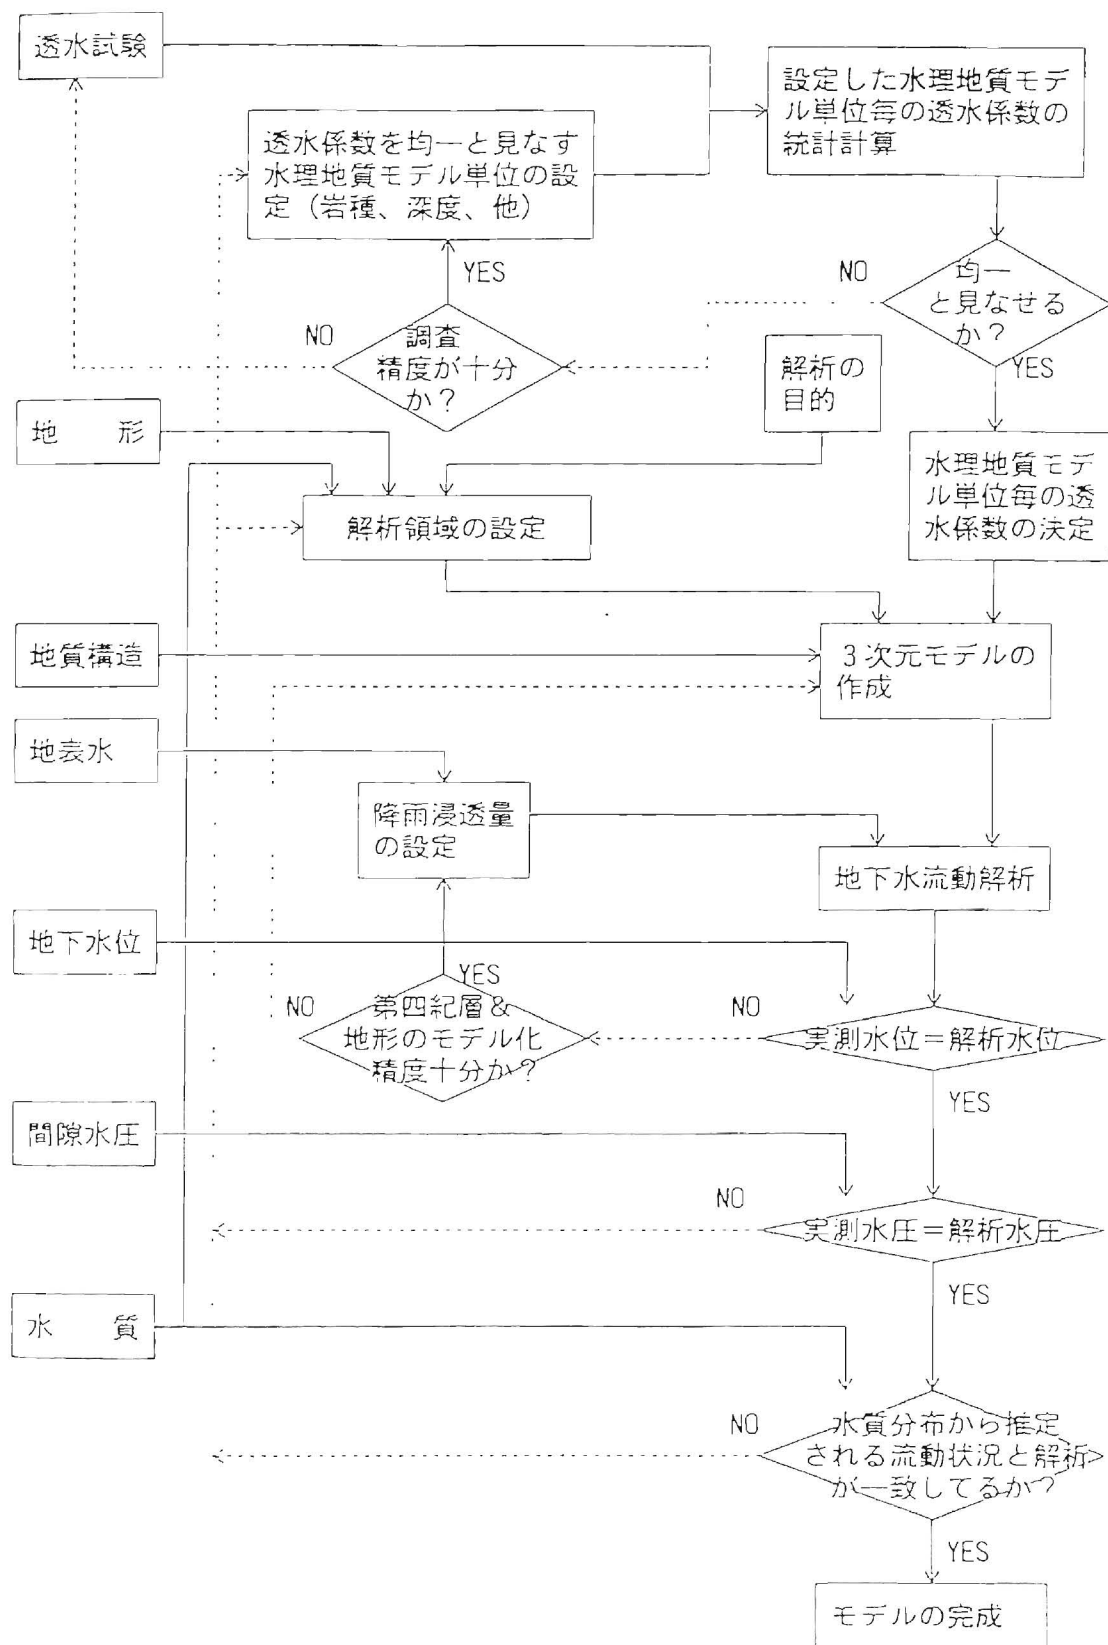 透水試験
設定した水理地質モデ
ル単位毎の透水係数の
統計計算
透水係数を均一と見なす
水理地質モデル単位の設
定（岩種、深度、他）
YES
NO
均一
と見なせる
か？
NO
調査
精度が十分
か？
解析の
目的
YES
地　　形
水理地質モデ
ル単位毎の透
水係数の決定
解析領域の設定
地質構造
３次元モデルの
作成
地表水
降雨浸透量
の設定
地下水流動解析
地下水位
YES
NO
第四紀層＆
地形のモデル化
精度十分か？
NO
実測水位＝解析水位
YES
間隙水圧
NO
実測水圧＝解析水圧
YES
水　　質
NO
水質分布から推定
される流動状況と解析
が一致してるか？
YES
モデルの完成